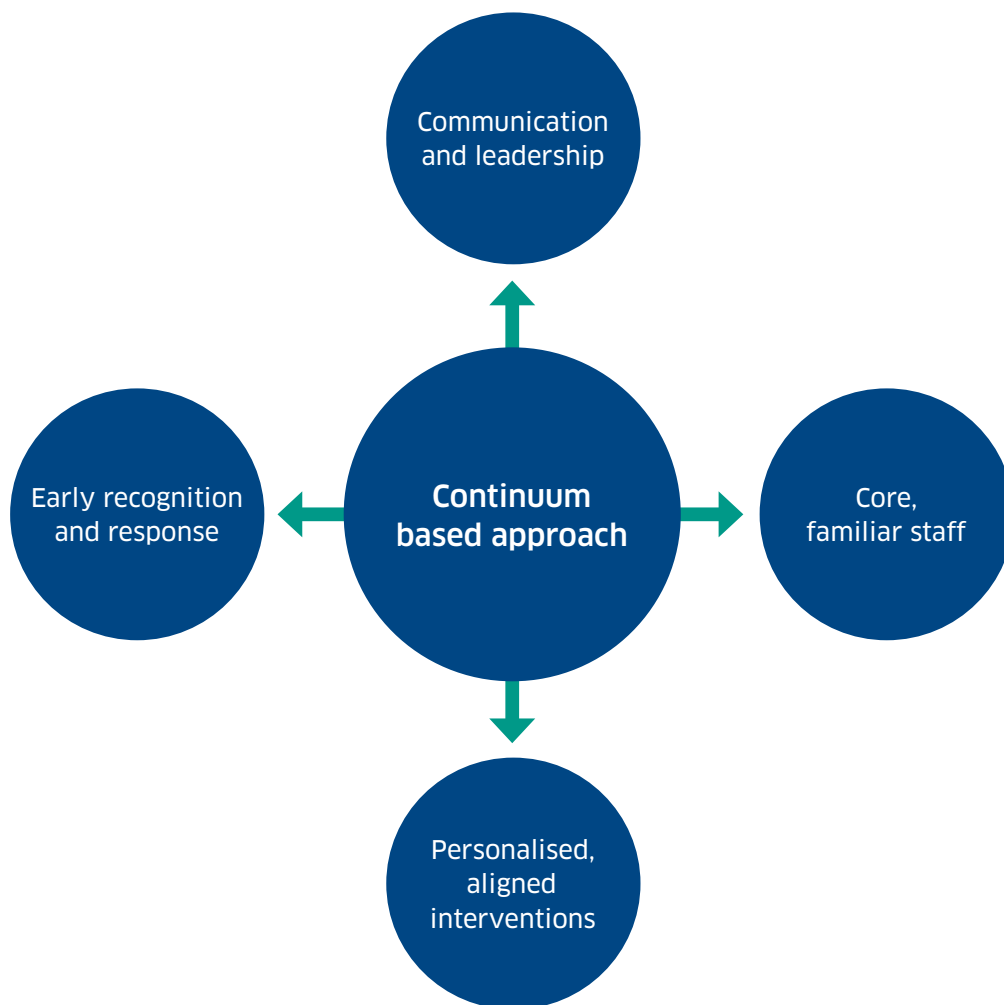 Communication
and leadership
Early recognition
and response
Continuum
based approach
Core,
familiar staff
Personalised,
aligned
interventions